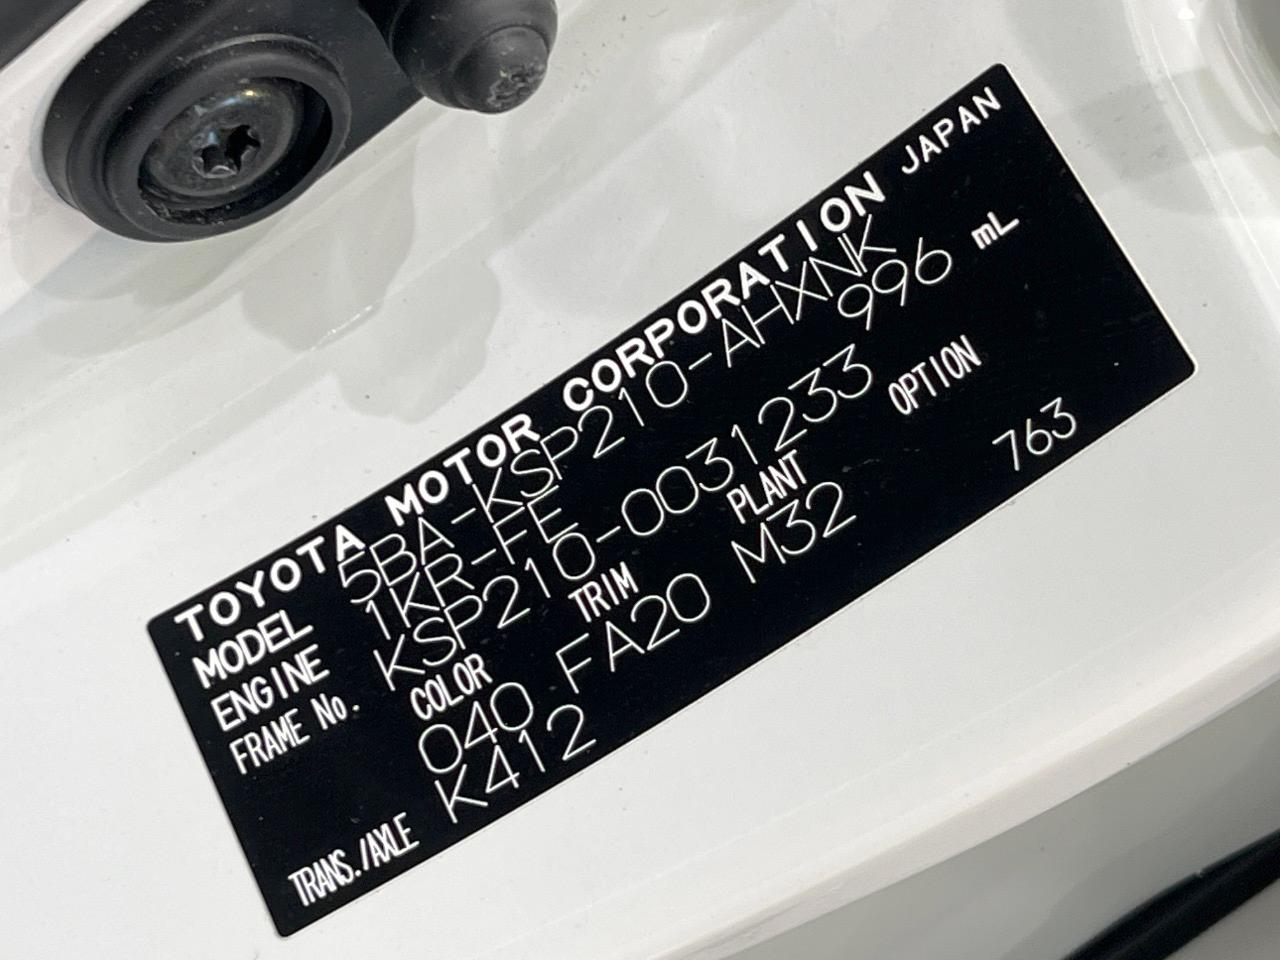 TOYOTA MOTOR CORPORATION JAPAN
MODEL 5BA-KSP210-AHXNK
ENGINE 1KR-FE 996 mL
FRAME No. KSP210-0031233
COLOR TRIM PLANT OPTION
040 FA20 M32 763
TRANS./AXLE K412